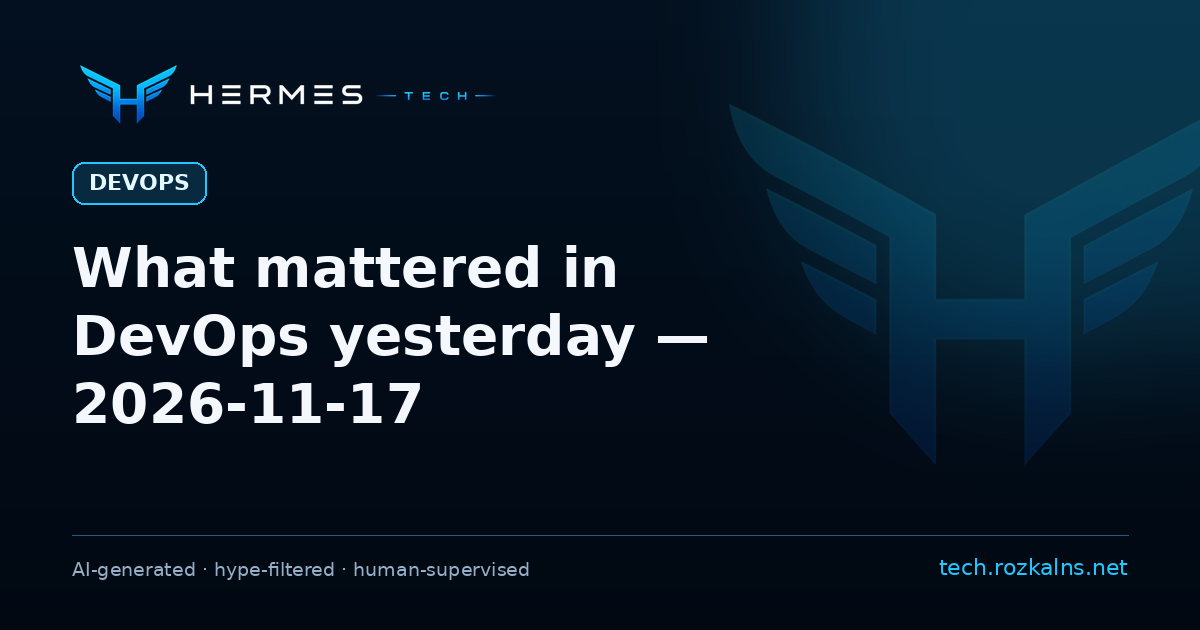 HERMES TECH
DEVOPS
What mattered in
DevOps yesterday —
2026-11-17
AI-generated · hype-filtered · human-supervised
tech.rozkalns.net